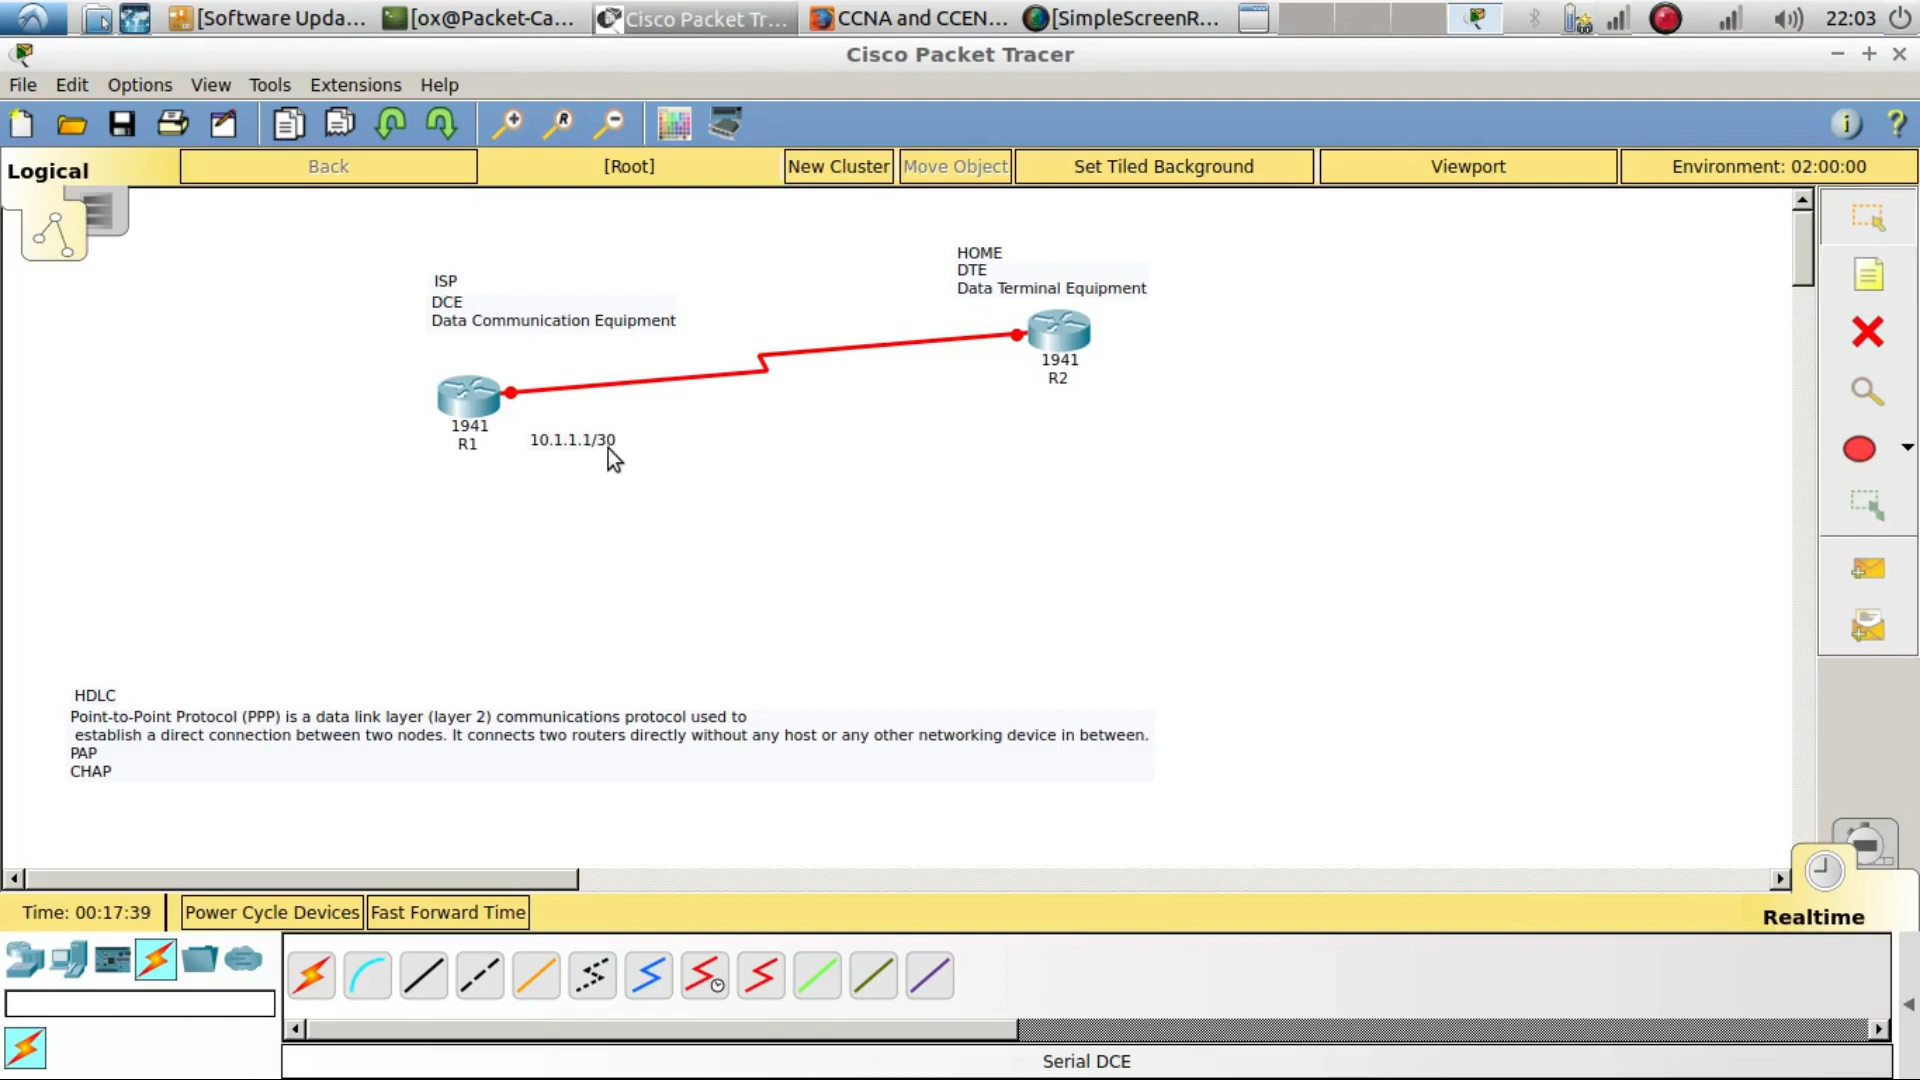 [Software Upda...
[ox@Packet-Ca...
Cisco Packet Tr...
CCNA and CCEN...
[SimpleScreenR...
22:03
Cisco Packet Tracer
File Edit Options View Tools Extensions Help
Logical
Back
[Root]
New Cluster
Move Object
Set Tiled Background
Viewport
Environment: 02:00:00
ISP
DCE
Data Communication Equipment
HOME
DTE
Data Terminal Equipment
1941
R2
1941
R1
10.1.1.1/30
HDLC
Point-to-Point Protocol (PPP) is a data link layer (layer 2) communications protocol used to
establish a direct connection between two nodes. It connects two routers directly without any host or any other networking device in between.
PAP
CHAP
Time: 00:17:39
Power Cycle Devices
Fast Forward Time
Realtime
Serial DCE